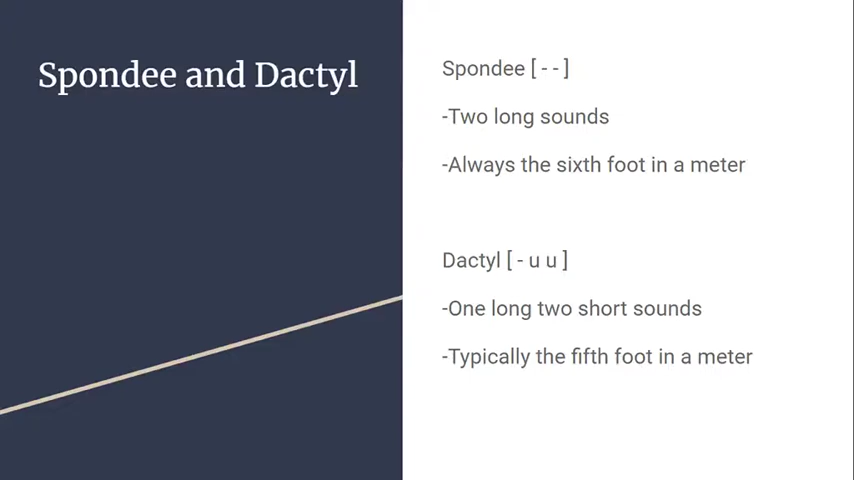 Spondee and Dactyl
Spondee [ - - ]
-Two long sounds
-Always the sixth foot in a meter
Dactyl [ - u u ]
-One long two short sounds
-Typically the fifth foot in a meter